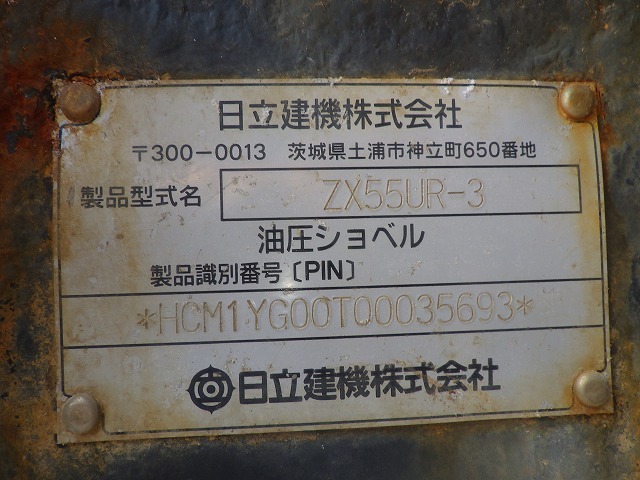 日立建機株式会社
〒300-0013 茨城県土浦市神立町650番地
製品型式名 ZX55UR-3
油圧ショベル
製品識別番号〔PIN〕
*HCM1YG00T00035693*
日立建機株式会社